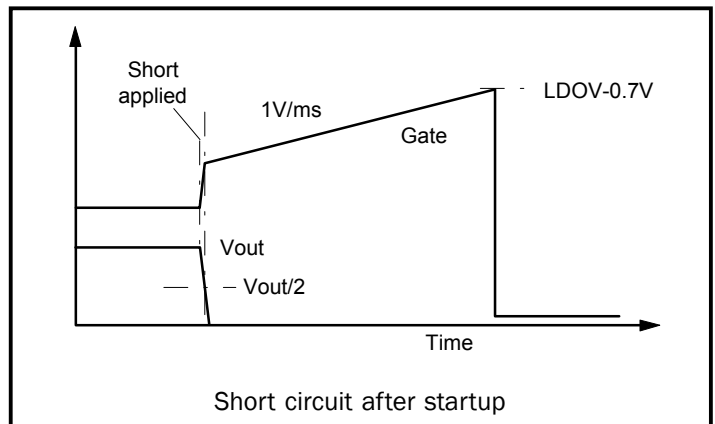 Short
applied
1V/ms
LDOV-0.7V
Gate
Vout
Vout/2
Time
Short circuit after startup